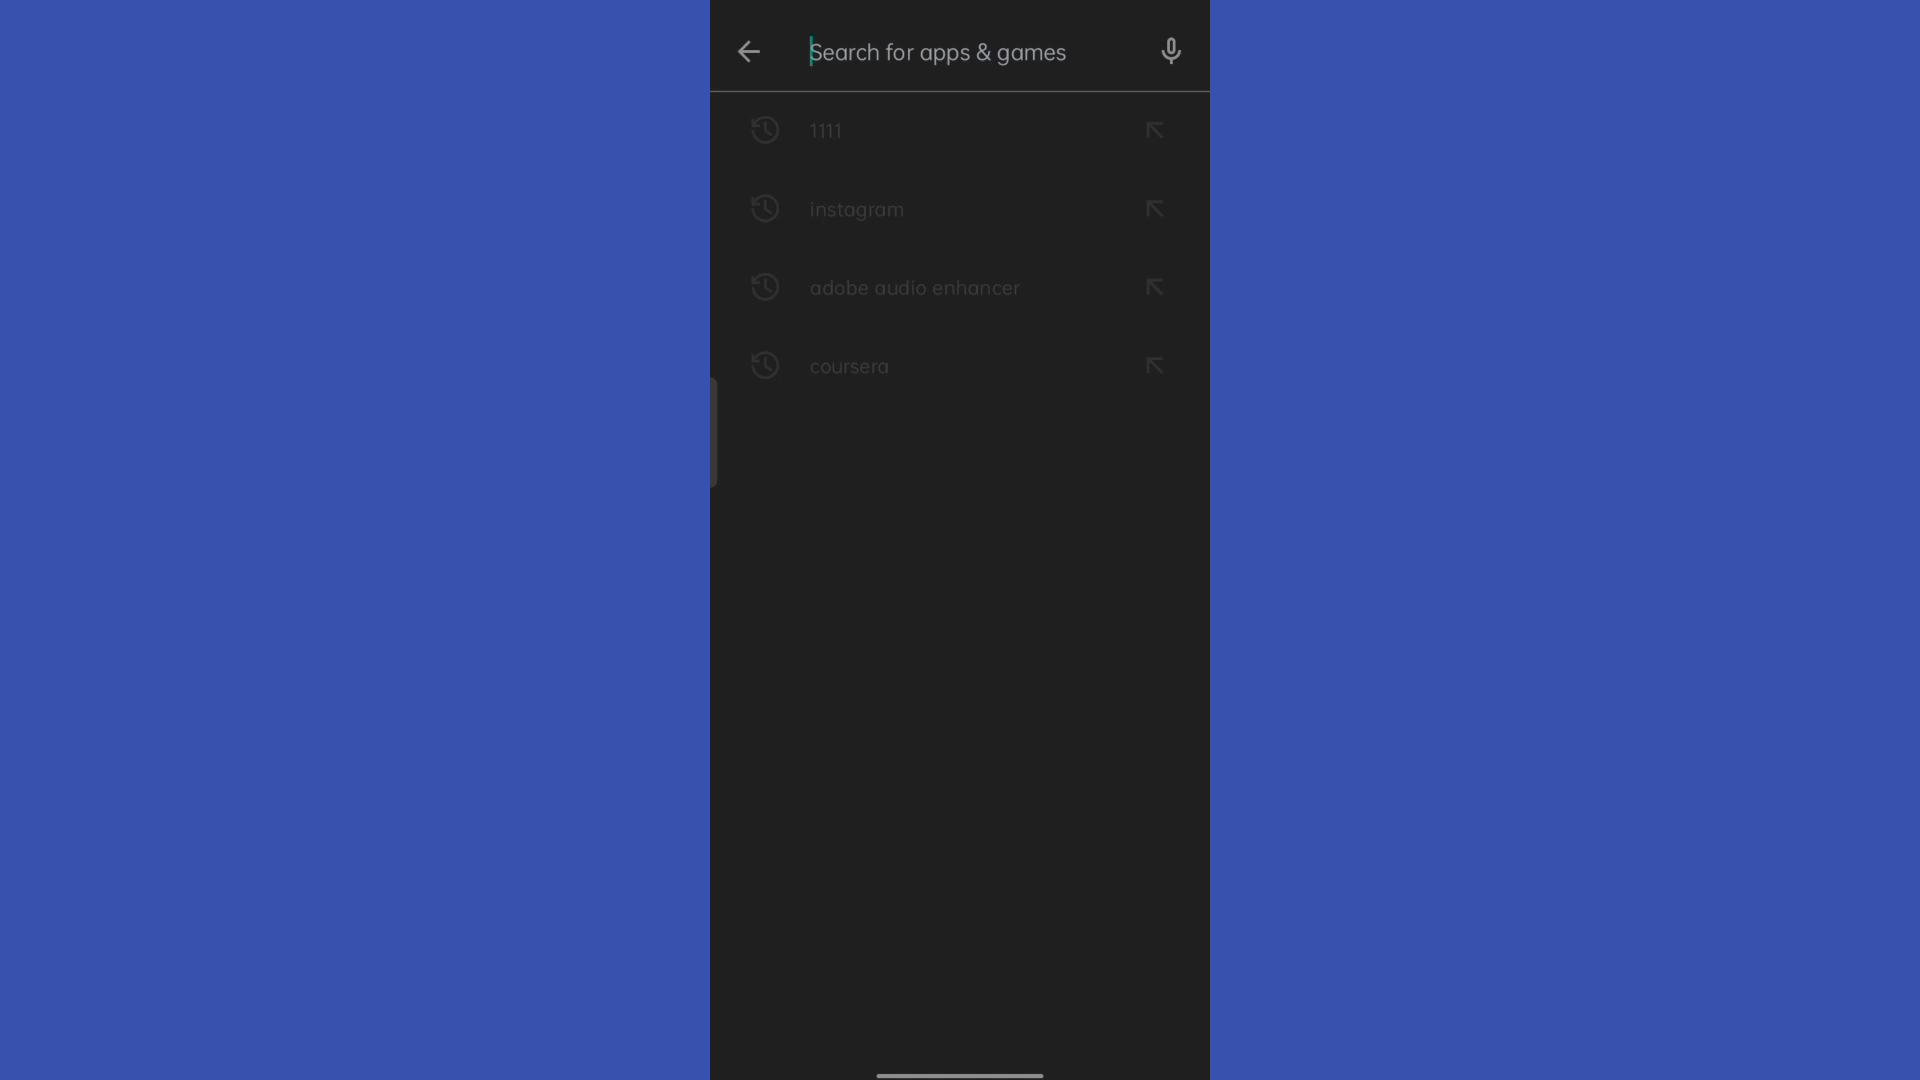 Search for apps & games
1111
instagram
adobe audio enhancer
coursera